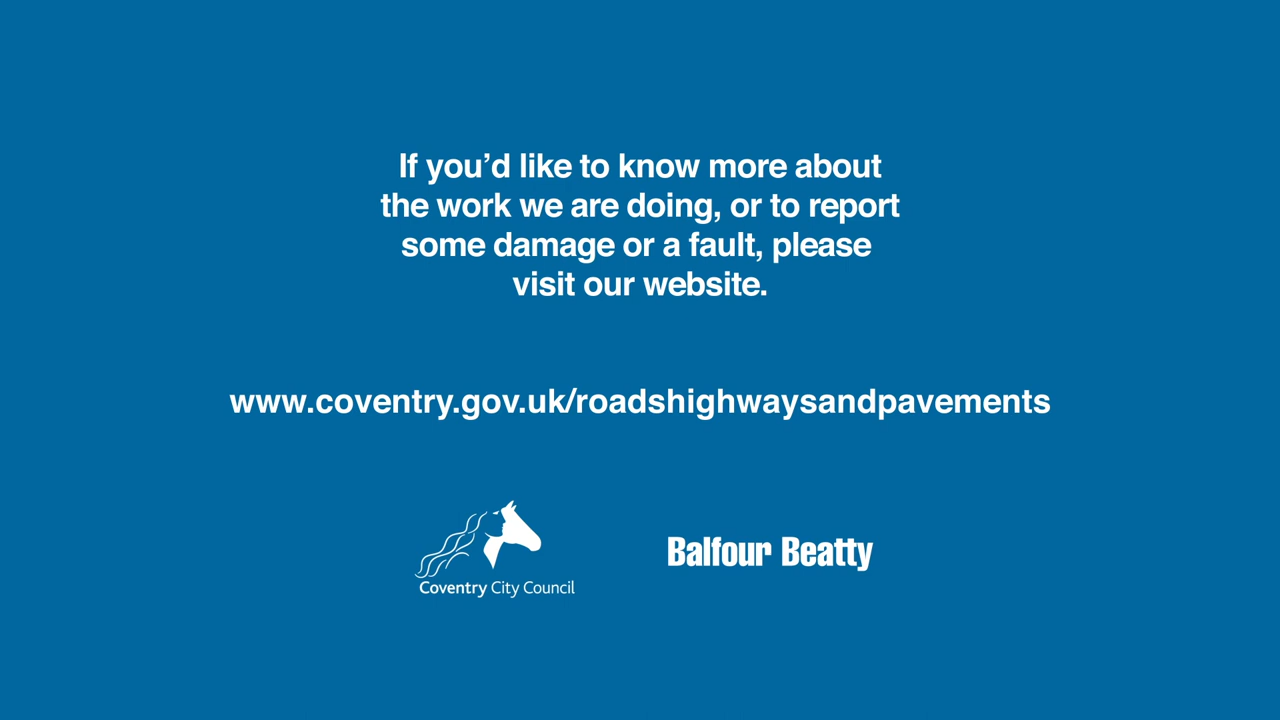 If you’d like to know more about
the work we are doing, or to report
some damage or a fault, please
visit our website.
www.coventry.gov.uk/roadshighwaysandpavements
Coventry City Council
Balfour Beatty